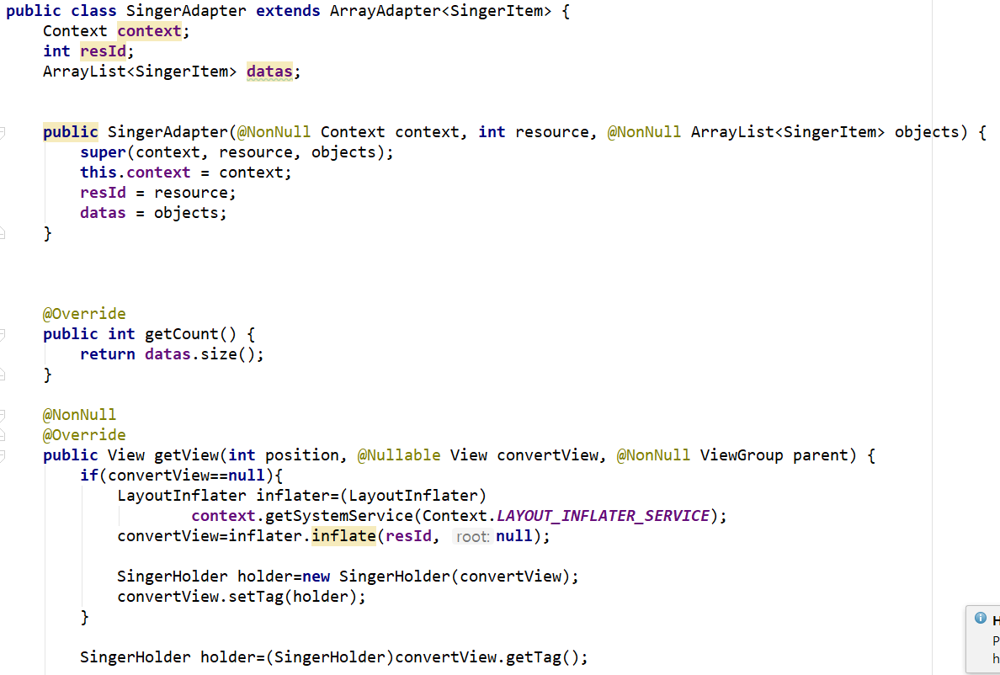 public class SingerAdapter extends ArrayAdapter<SingerItem> {
    Context context;
    int resId;
    ArrayList<SingerItem> datas;
    public SingerAdapter(@NonNull Context context, int resource, @NonNull ArrayList<SingerItem> objects) {
        super(context, resource, objects);
        this.context = context;
        resId = resource;
        datas = objects;
    }
    @Override
    public int getCount() {
        return datas.size();
    }
    @NonNull
    @Override
    public View getView(int position, @Nullable View convertView, @NonNull ViewGroup parent) {
        if(convertView==null){
            LayoutInflater inflater=(LayoutInflater)
                    context.getSystemService(Context.LAYOUT_INFLATER_SERVICE);
            convertView=inflater.inflate(resId, root: null);
            SingerHolder holder=new SingerHolder(convertView);
            convertView.setTag(holder);
        }
        SingerHolder holder=(SingerHolder)convertView.getTag();